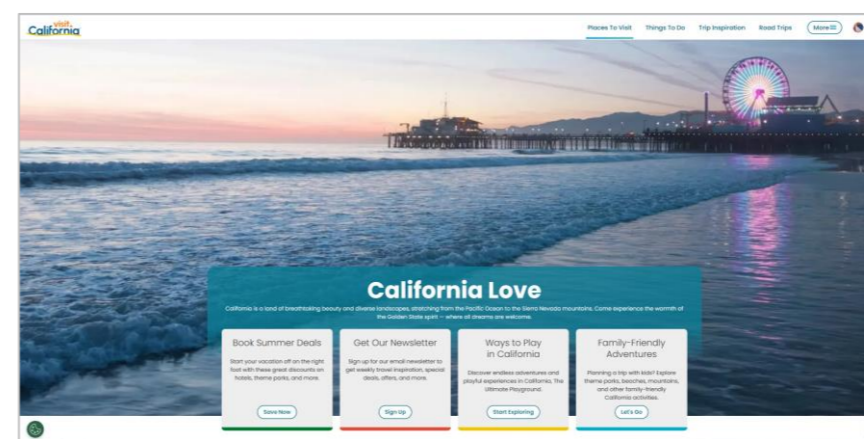 visit
California
Places To Visit
Things To Do
Trip Inspiration
Road Trips
More
California Love
California is a land of breathtaking beauty and diverse landscapes, stretching from the Pacific Ocean to the Sierra Nevada mountains. Come experience the warmth of
the Golden State spirit — where all dreams are welcome.
Book Summer Deals
Start your vacation off on the right
foot with these great discounts on
hotels, theme parks, and more.
Save Now
Get Our Newsletter
Sign up for our email newsletter to
get weekly travel inspiration, special
deals, offers, and more.
Sign Up
Ways to Play
in California
Discover endless adventures and
playful experiences in California, The
Ultimate Playground.
Start Exploring
Family-Friendly
Adventures
Planning a trip with kids? Explore
theme parks, beaches, mountains,
and other family-friendly
California activities.
Let's Go